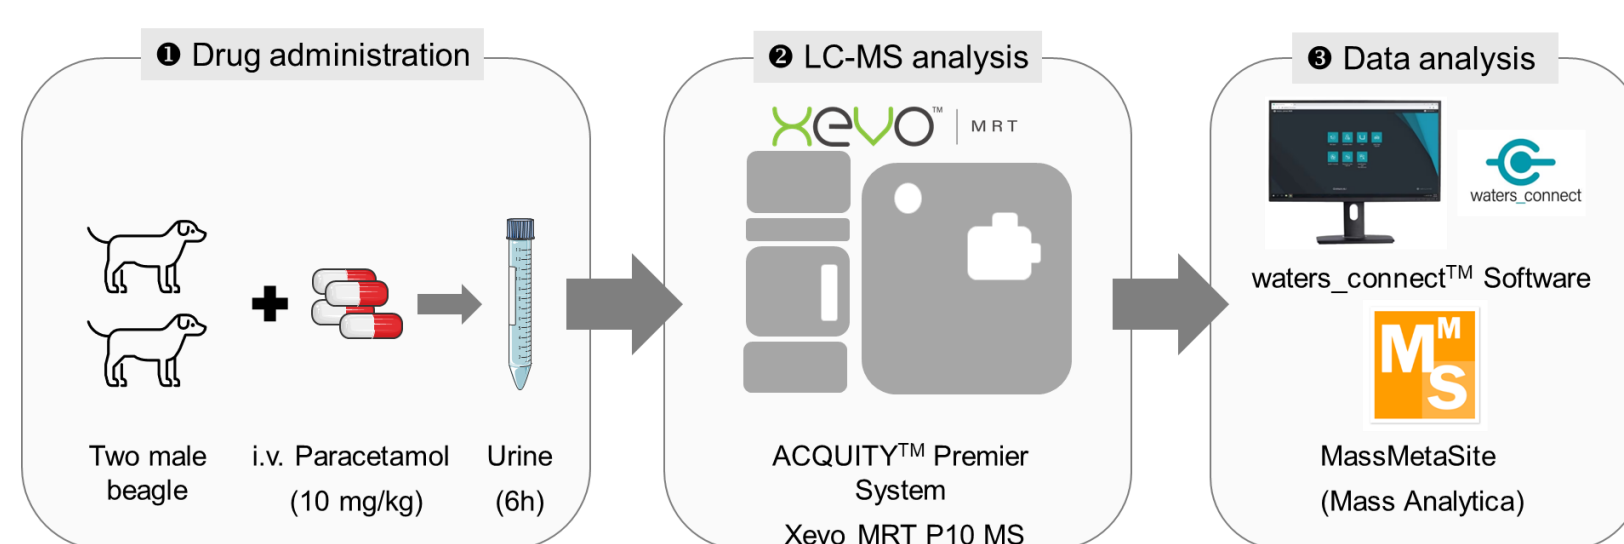 ❶ Drug administration
Two male
beagle
i.v. Paracetamol
(10 mg/kg)
Urine
(6h)
❷ LC-MS analysis
xevo™ | MRT
ACQUITY™ Premier
System
Xevo MRT P10 MS
❸ Data analysis
waters_connect
waters_connect™ Software
MMS
MassMetaSite
(Mass Analytica)